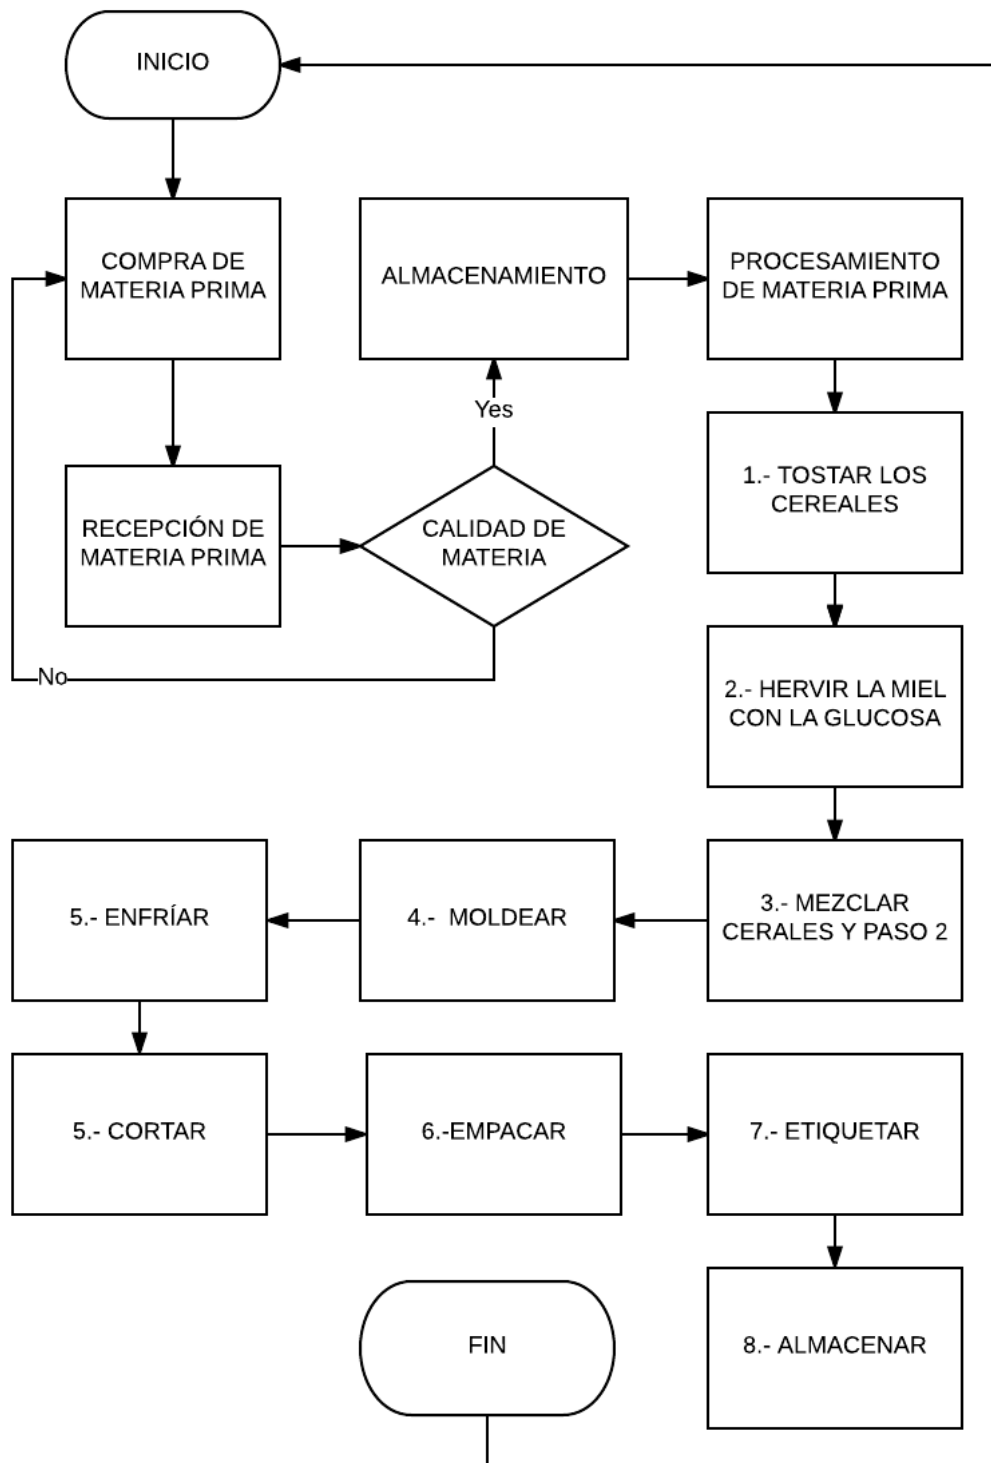 INICIO
COMPRA DE
MATERIA PRIMA
ALMACENAMIENTO
PROCESAMIENTO
DE MATERIA PRIMA
Yes
RECEPCIÓN DE
MATERIA PRIMA
CALIDAD DE
MATERIA
No
1.- TOSTAR LOS
CEREALES
2.- HERVIR LA MIEL
CON LA GLUCOSA
3.- MEZCLAR
CERALES Y PASO 2
4.-  MOLDEAR
5.- ENFRÍAR
5.- CORTAR
6.-EMPACAR
7.- ETIQUETAR
8.- ALMACENAR
FIN